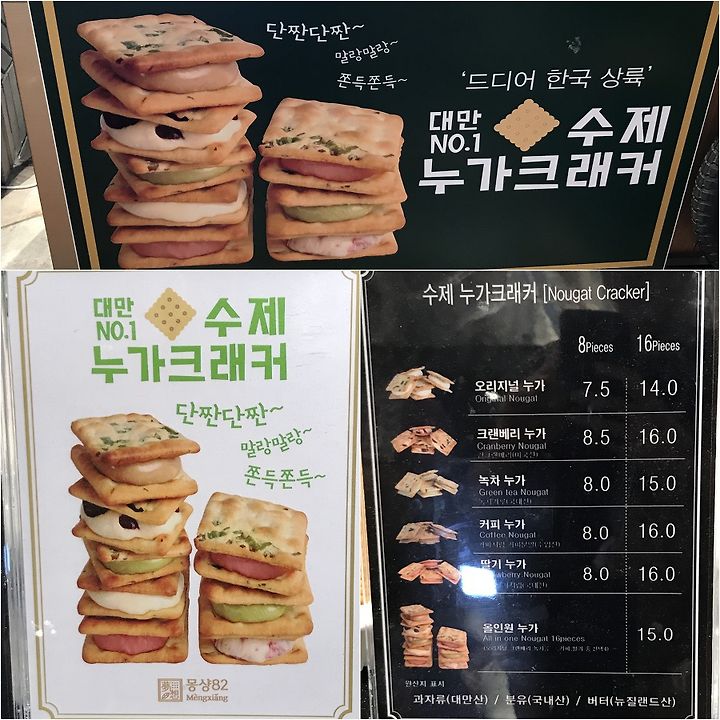 단짠단짠~
말랑말랑~
쫀득쫀득~
‘드디어 한국 상륙’
대만 NO.1 수제
누가크래커
대만 NO.1 수제
누가크래커
단짠단짠~
말랑말랑~
쫀득쫀득~
몽샹82
Mèngxiǎng
수제 누가크래커 [Nougat Cracker]
8Pieces 16Pieces
오리지널 누가 7.5 14.0
Original Nougat
크랜베리 누가 8.5 16.0
Cranberry Nougat
녹차 누가 8.0 15.0
Green tea Nougat
커피 누가 8.0 16.0
Coffee Nougat
딸기 누가 8.0 16.0
Nougat
올인원 누가 15.0
All in one Nougat 16pieces
원산지 표시
과자류(대만산) / 분유(국내산) / 버터(뉴질랜드산)